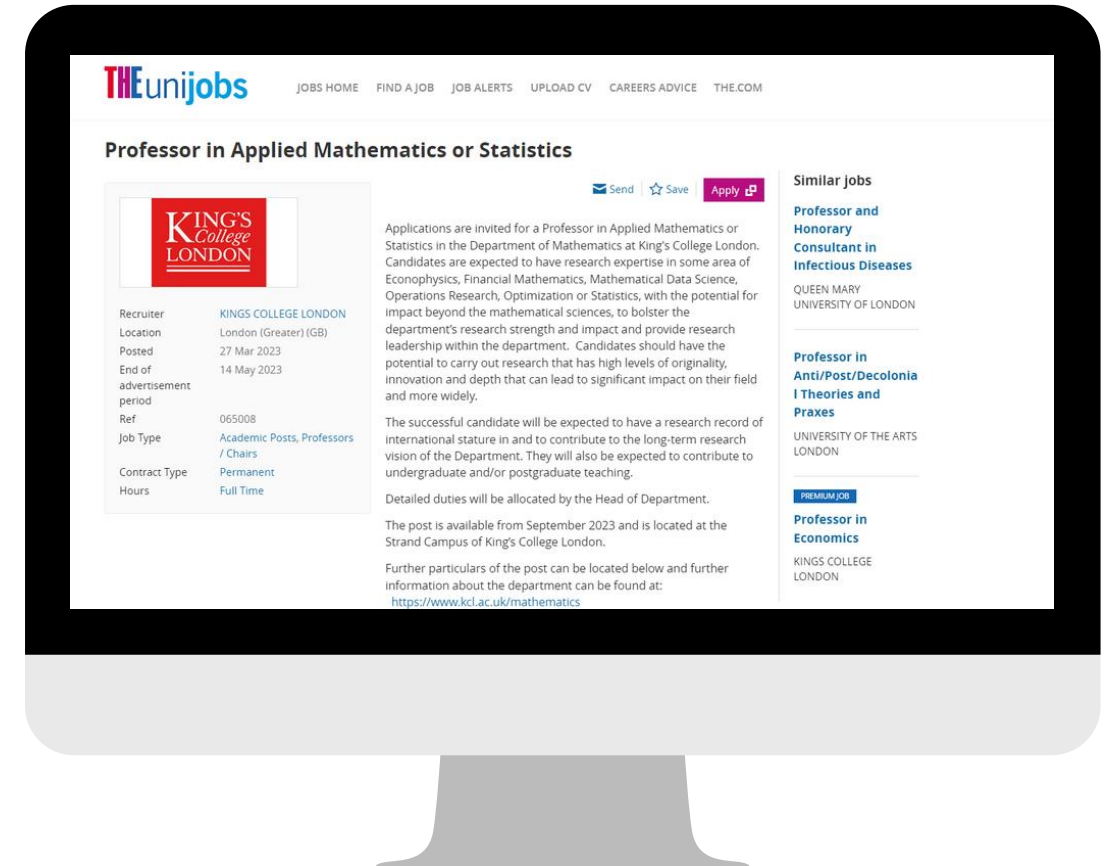 THEunijobs
JOBS HOME FIND A JOB JOB ALERTS UPLOAD CV CAREERS ADVICE THE.COM
Professor in Applied Mathematics or Statistics
KING'S
College
LONDON
Recruiter KINGS COLLEGE LONDON
Location London (Greater) (GB)
Posted 27 Mar 2023
End of 14 May 2023
advertisement
period
Ref 065008
Job Type Academic Posts, Professors
/ Chairs
Contract Type Permanent
Hours Full Time
Send Save Apply
Applications are invited for a Professor in Applied Mathematics or
Statistics in the Department of Mathematics at King's College London.
Candidates are expected to have research expertise in some area of
Econophysics, Financial Mathematics, Mathematical Data Science,
Operations Research, Optimization or Statistics, with the potential for
impact beyond the mathematical sciences, to bolster the
department's research strength and impact and provide research
leadership within the department. Candidates should have the
potential to carry out research that has high levels of originality,
innovation and depth that can lead to significant impact on their field
and more widely.
The successful candidate will be expected to have a research record of
international stature in and to contribute to the long-term research
vision of the Department. They will also be expected to contribute to
undergraduate and/or postgraduate teaching.
Detailed duties will be allocated by the Head of Department.
The post is available from September 2023 and is located at the
Strand Campus of King's College London.
Further particulars of the post can be located below and further
information about the department can be found at:
https://www.kcl.ac.uk/mathematics
Similar jobs
Professor and
Honorary
Consultant in
Infectious Diseases
QUEEN MARY
UNIVERSITY OF LONDON
Professor in
Anti/Post/Decolonia
l Theories and
Praxes
UNIVERSITY OF THE ARTS
LONDON
PREMIUM JOB
Professor in
Economics
KINGS COLLEGE
LONDON